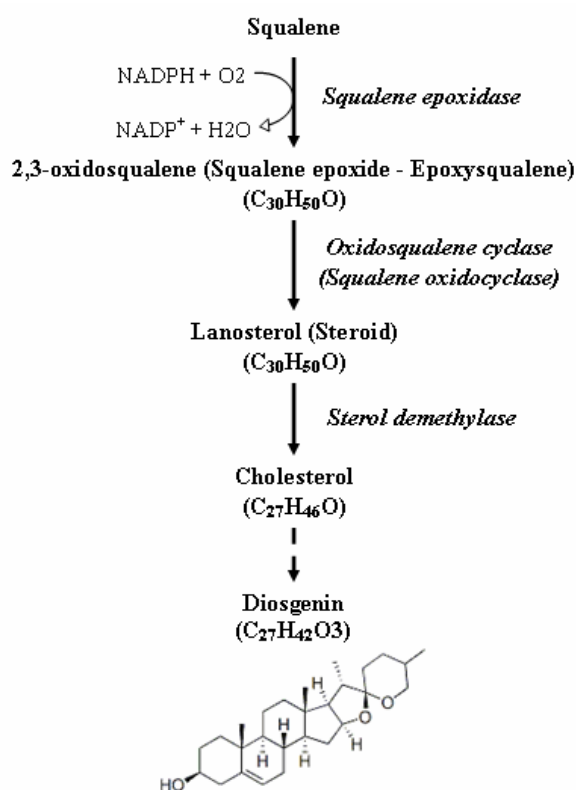 Squalene
NADPH + O2
Squalene epoxidase
NADP⁺ + H2O
2,3-oxidosqualene (Squalene epoxide - Epoxysqualene)
(C₃₀H₅₀O)
Oxidosqualene cyclase
(Squalene oxidocyclase)
Lanosterol (Steroid)
(C₃₀H₅₀O)
Sterol demethylase
Cholesterol
(C₂₇H₄₆O)
Diosgenin
(C₂₇H₄₂O3)
H
O
O
H
H
H
H
HO